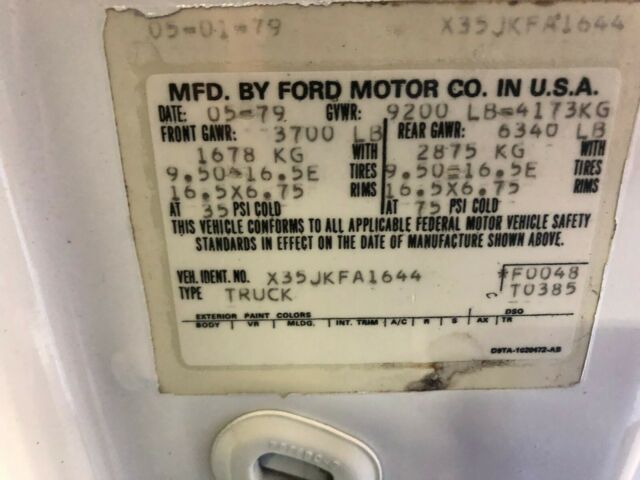 05-01-79 X35JKFA1644
MFD. BY FORD MOTOR CO. IN U.S.A.
DATE: 05-79 GVWR: 9200 LB=4173KG
FRONT GAWR: 3700 LB REAR GAWR: 6340 LB
1678 KG WITH 2875 KG WITH
9.50-16.5E TIRES 9.50-16.5E TIRES
16.5X6.75 RIMS 16.5X6.75 RIMS
AT 35 PSI COLD AT 75 PSI COLD
THIS VEHICLE CONFORMS TO ALL APPLICABLE FEDERAL MOTOR VEHICLE SAFETY
STANDARDS IN EFFECT ON THE DATE OF MANUFACTURE SHOWN ABOVE.
VEH. IDENT. NO. X35JKFA1644 *F0048
TYPE TRUCK T0385
EXTERIOR PAINT COLORS DSO
BODY VR MLDG. INT. TRIM A/C R S AX TR
D9TA-1020472-AB